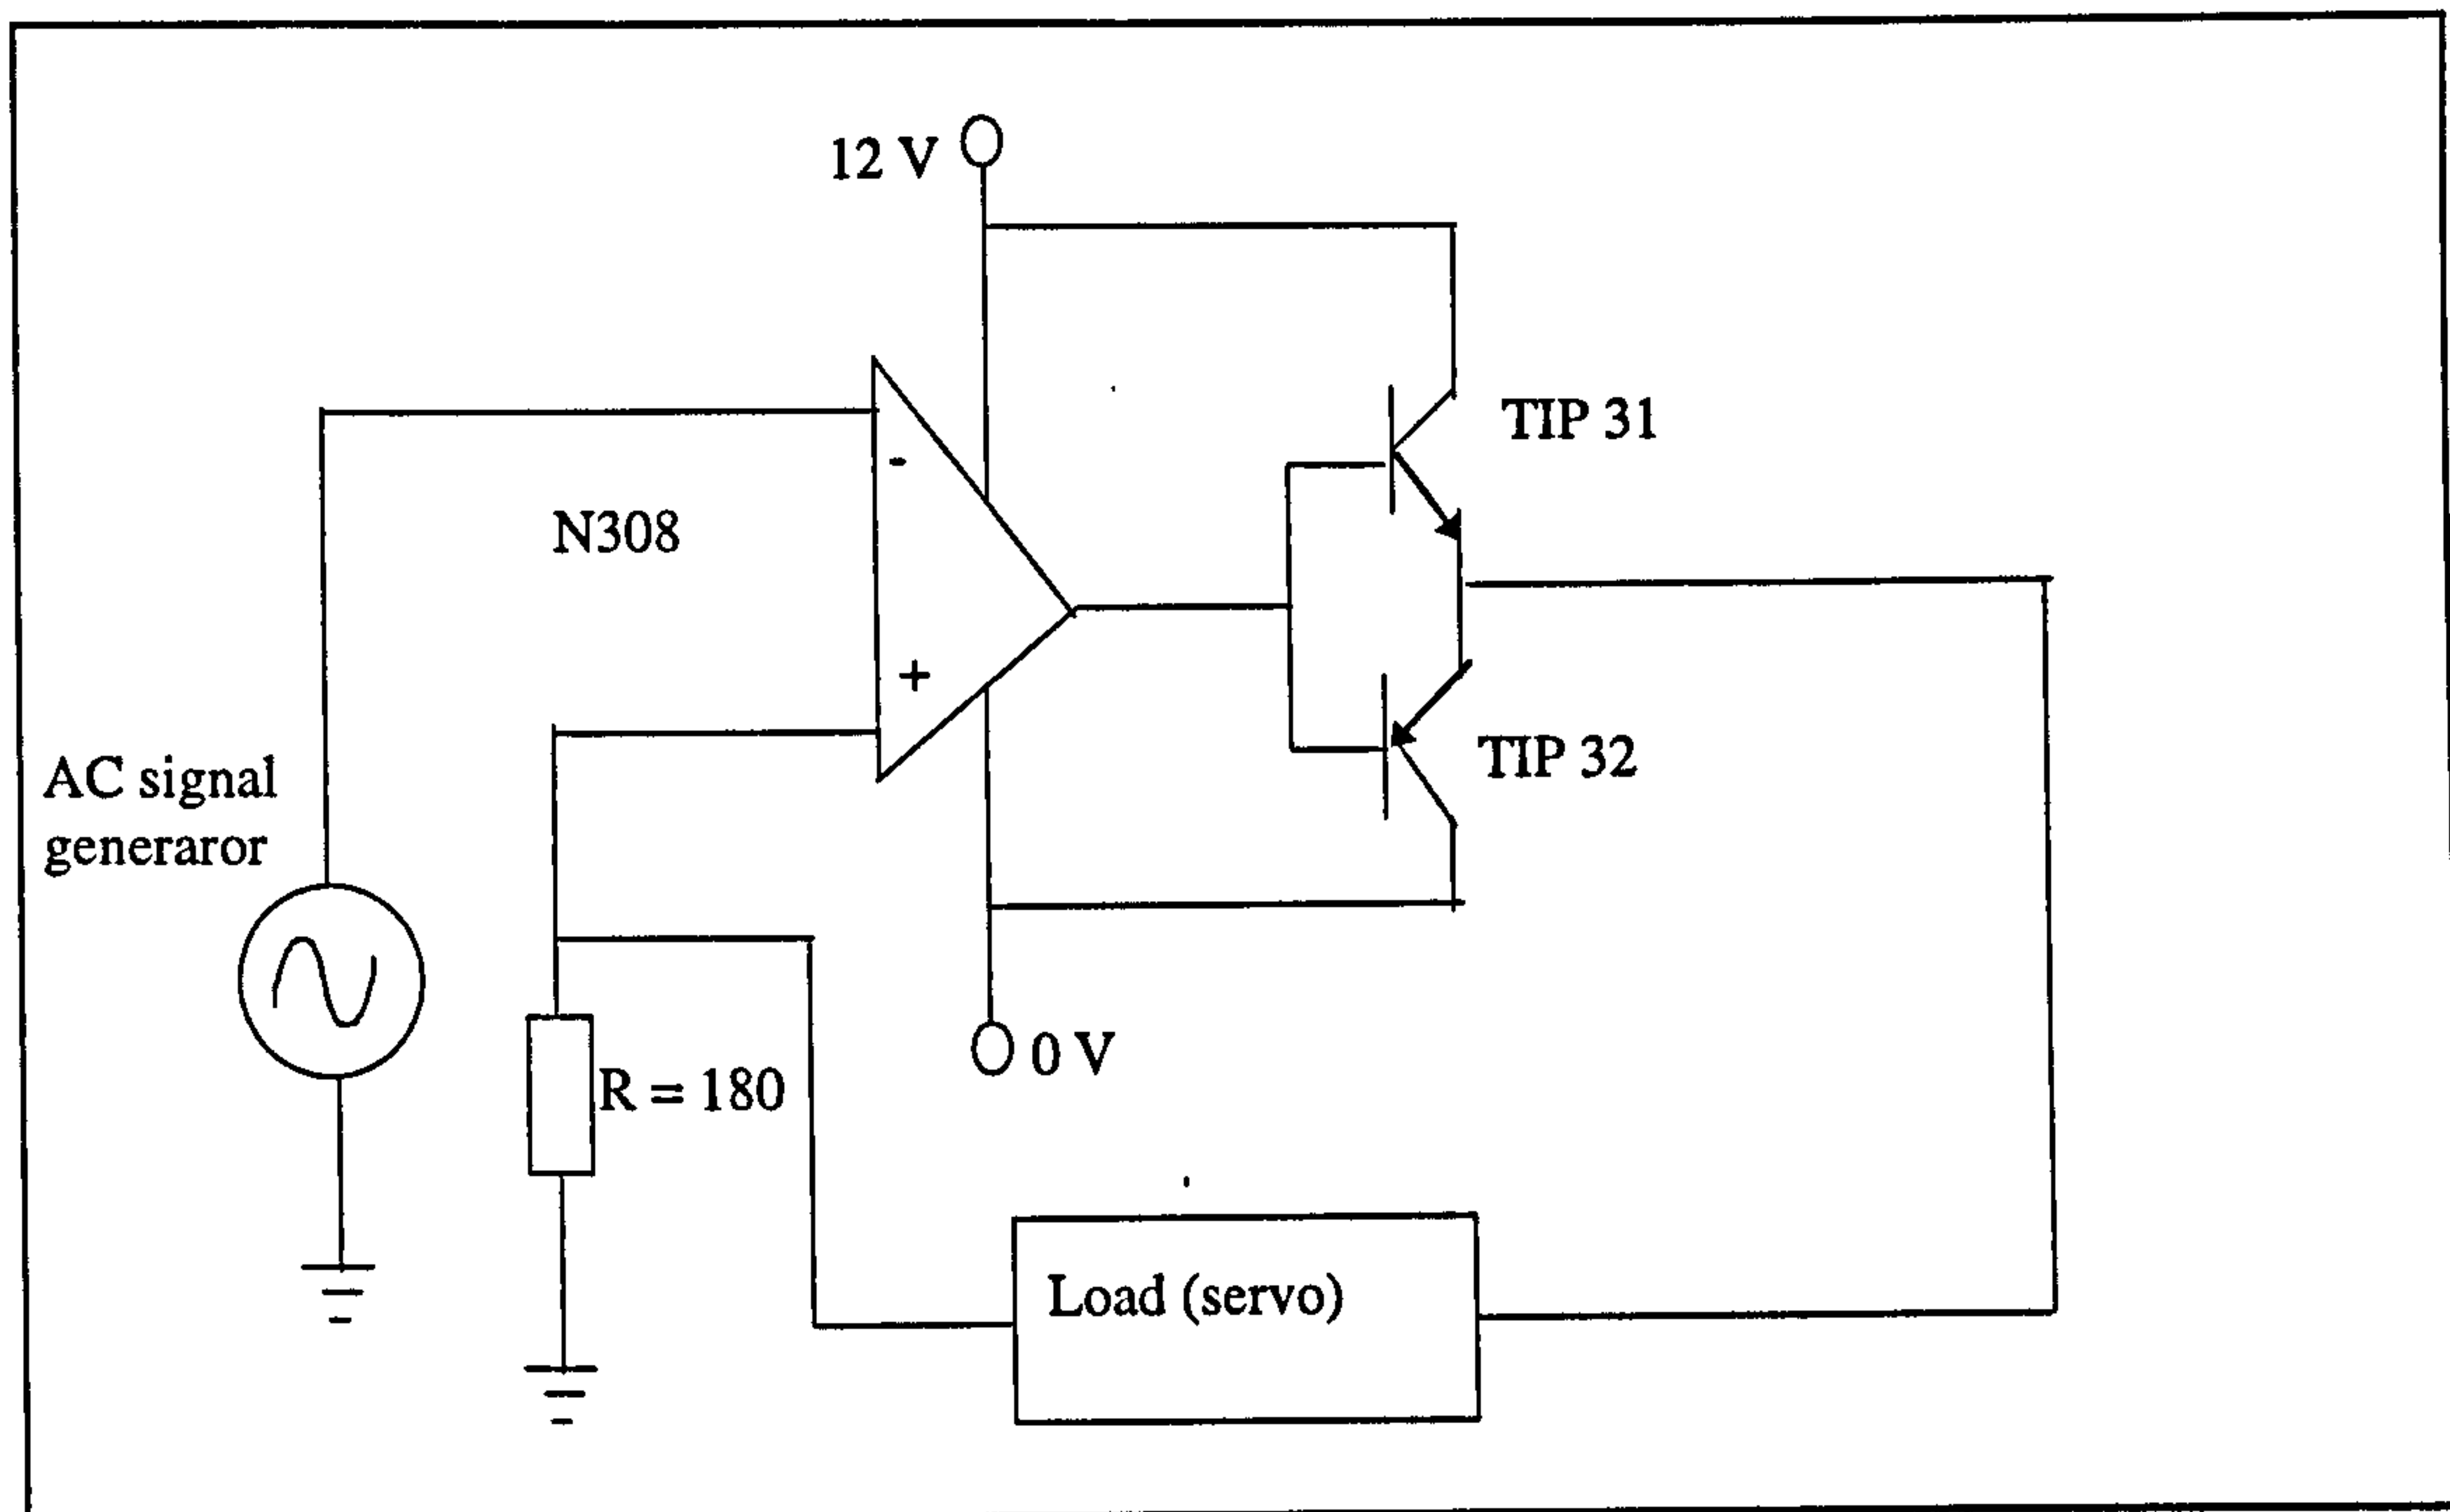 12 V
TIP 31
-
N308
+
TIP 32
AC signal
generaror
0 V
R = 180
Load (servo)